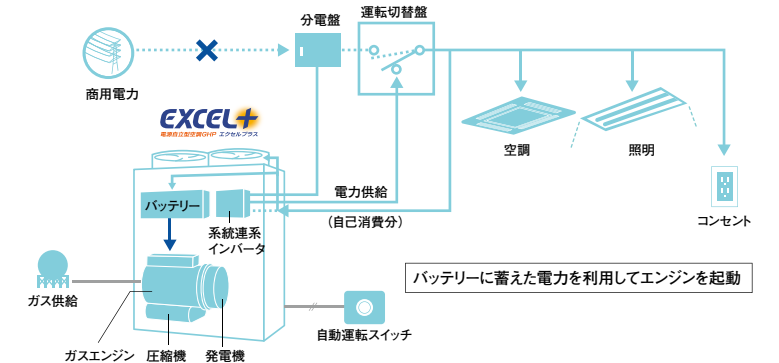 運転切替盤
分電盤
商用電力
EXCEL+
電源自立型空調GHP エクセルプラス
空調
照明
コンセント
バッテリー
電力供給
(自己消費分)
系統連系
インバータ
ガス供給
バッテリーに蓄えた電力を利用してエンジンを起動
自動運転スイッチ
ガスエンジン
圧縮機
発電機